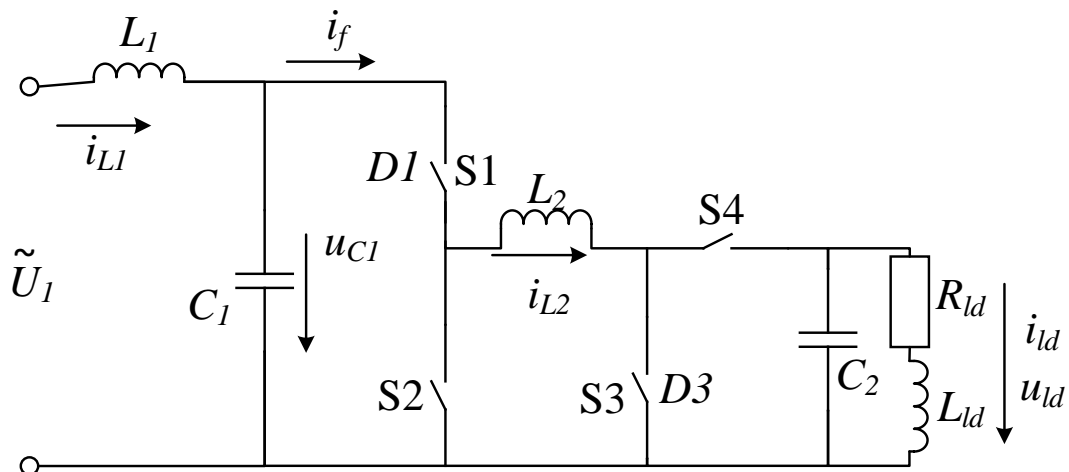 L1
if
iL1
D1 S1
L2
S4
uC1
Ũ1
C1
iL2
Rld
ild
S2
S3 D3
C2
uld
Lld